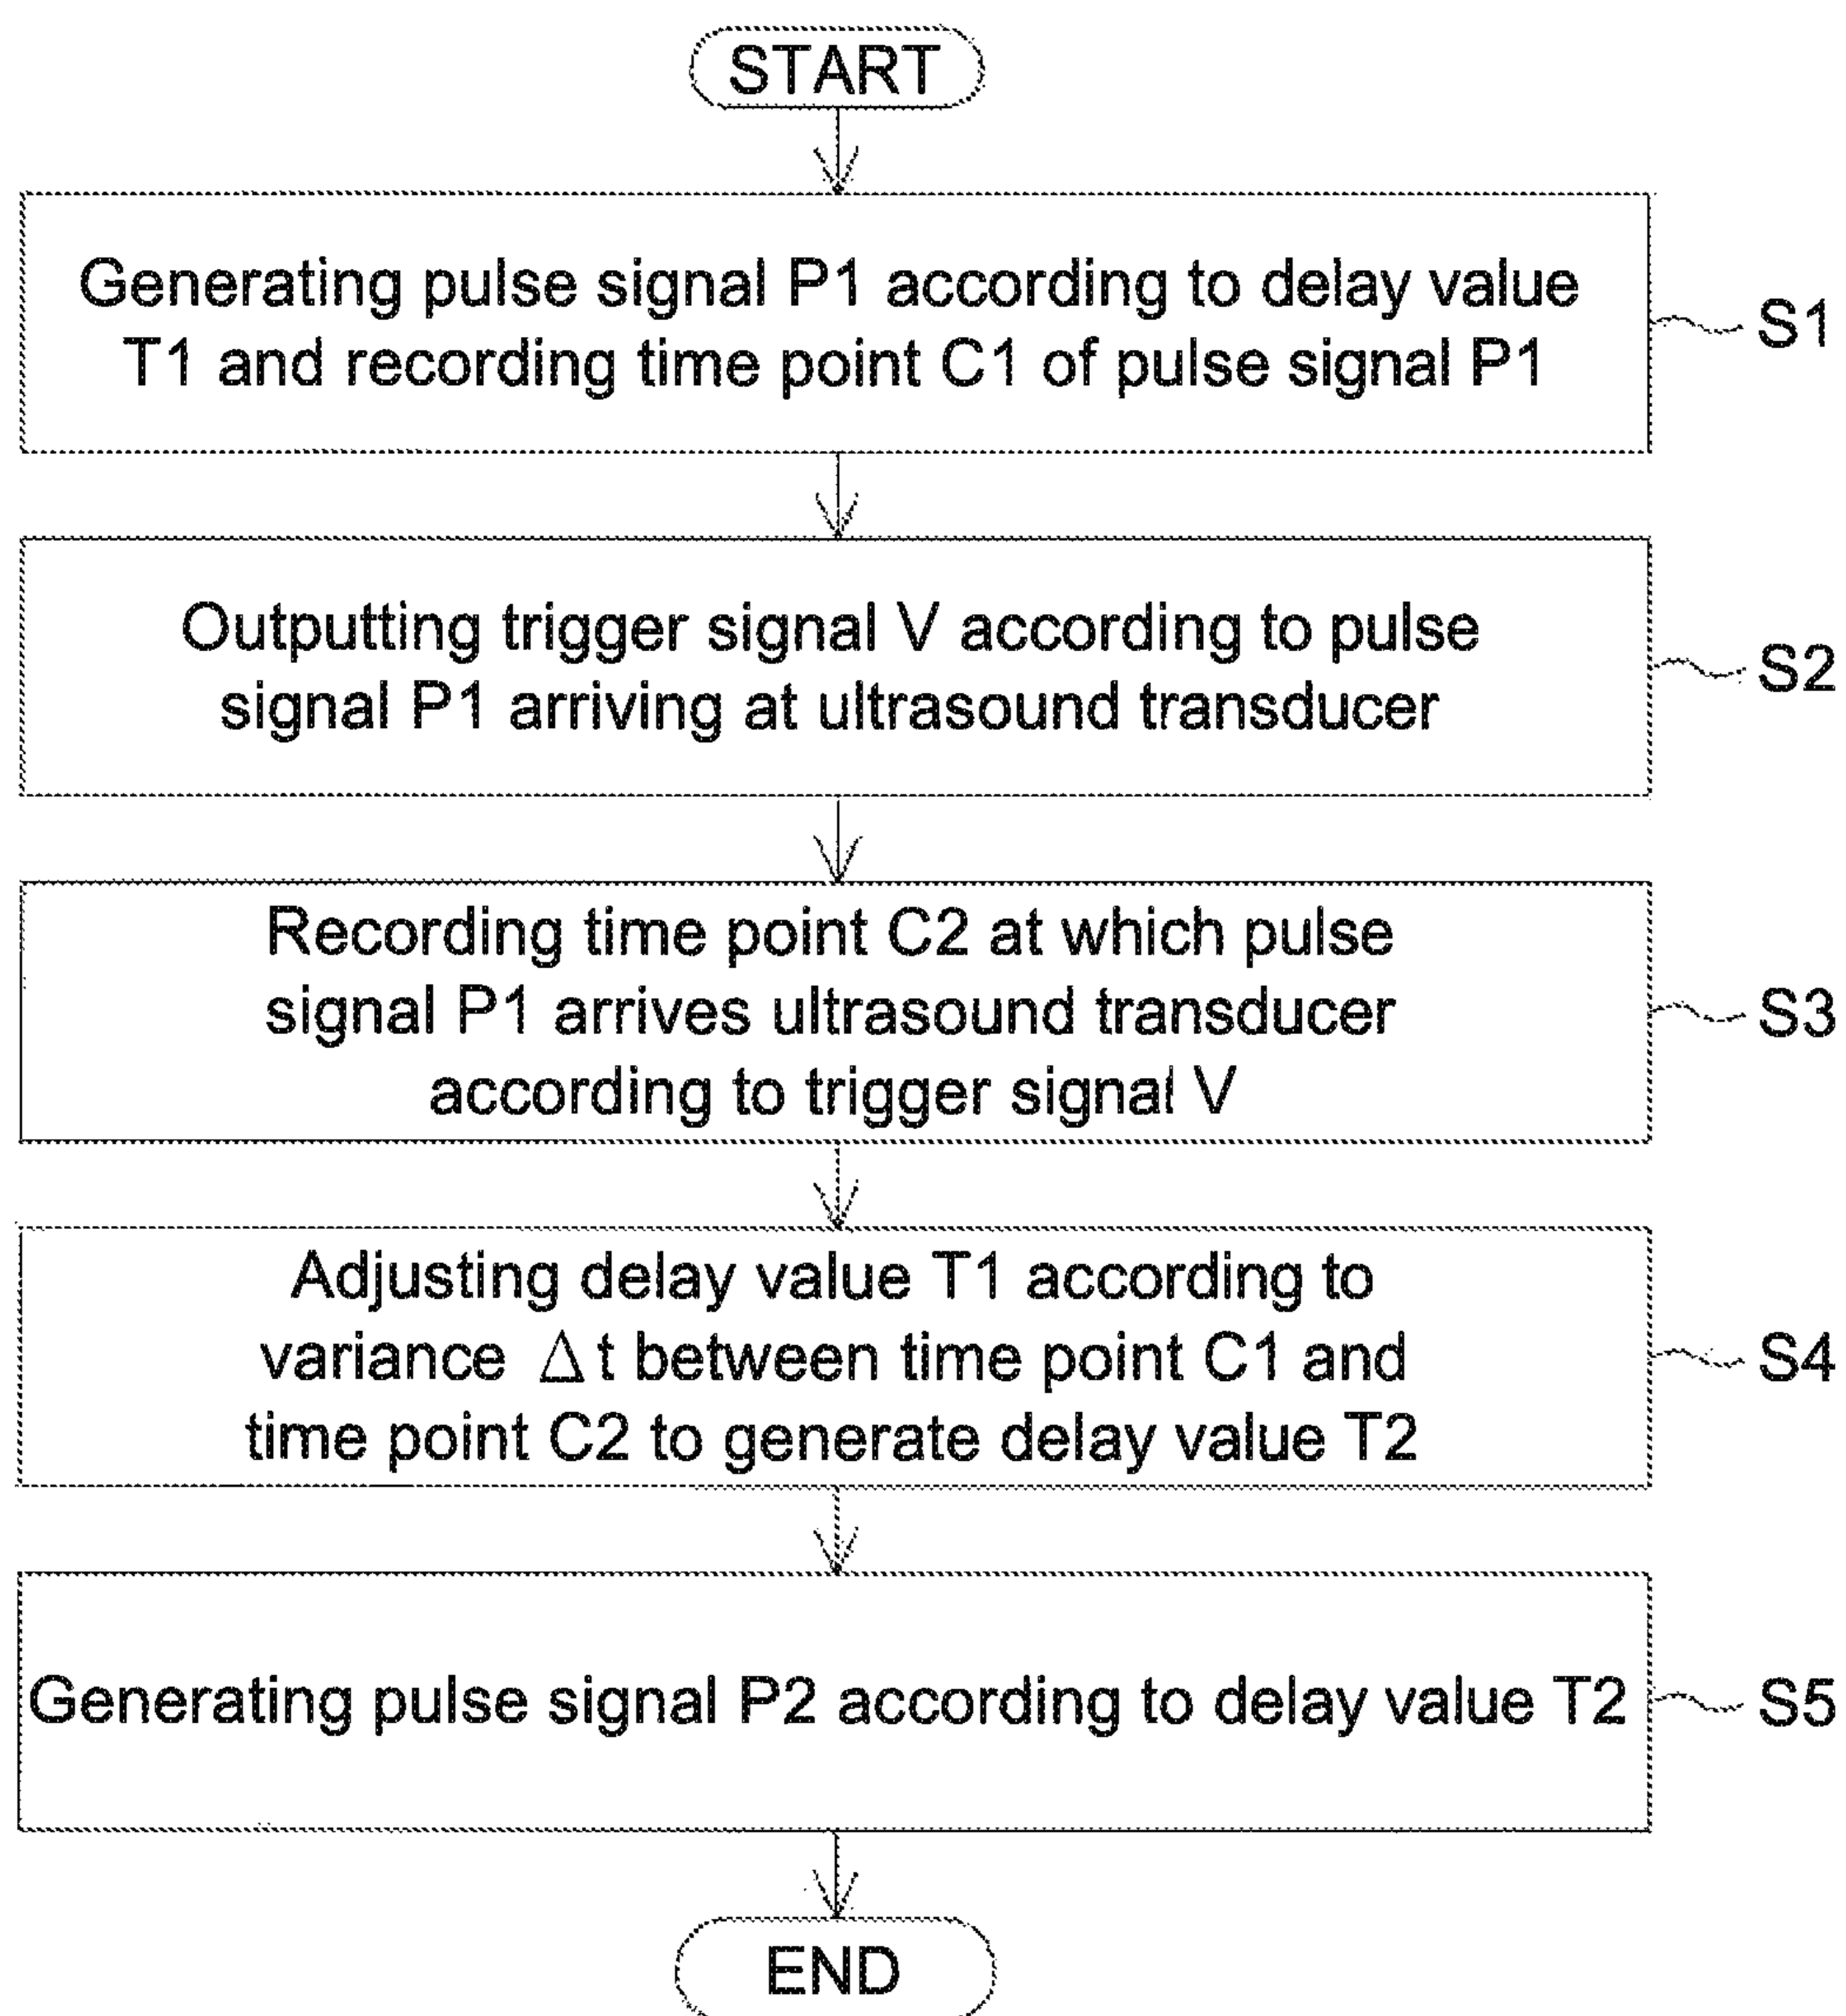 START
Generating pulse signal P1 according to delay value
T1 and recording time point C1 of pulse signal P1
S1
Outputting trigger signal V according to pulse
signal P1 arriving at ultrasound transducer
S2
Recording time point C2 at which pulse
signal P1 arrives ultrasound transducer
according to trigger signal V
S3
Adjusting delay value T1 according to
variance Δt between time point C1 and
time point C2 to generate delay value T2
S4
Generating pulse signal P2 according to delay value T2
S5
END